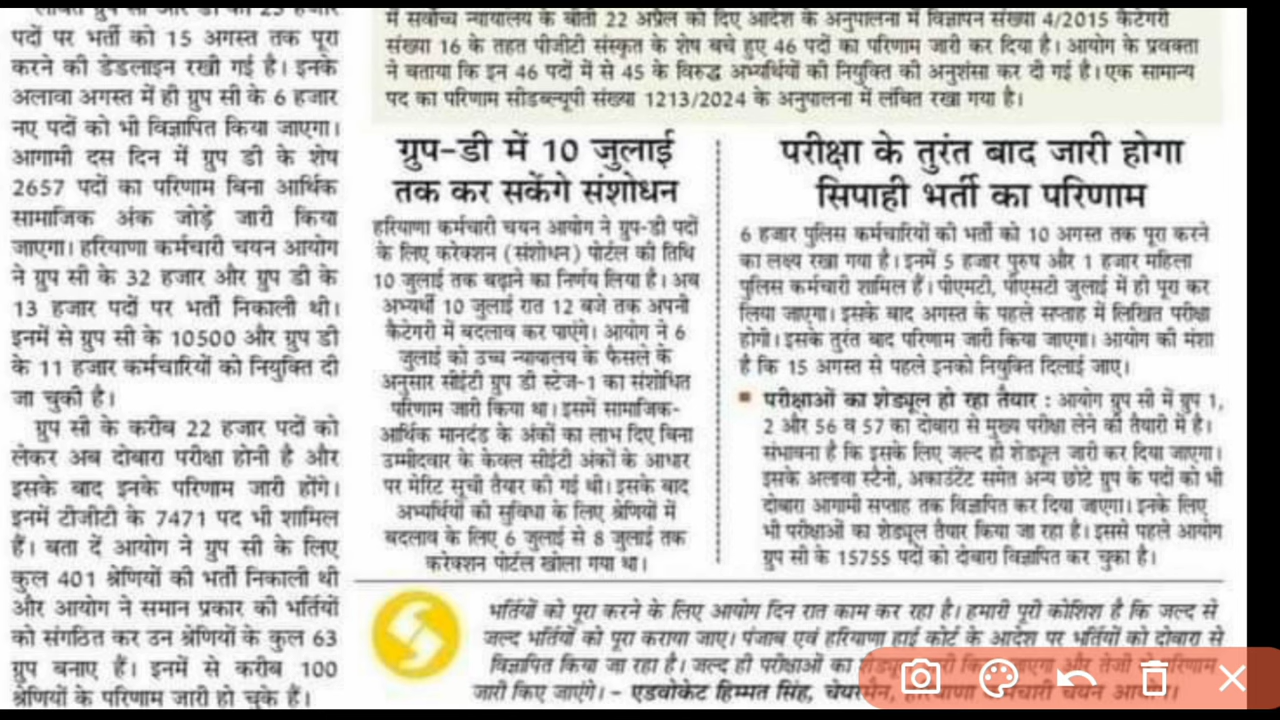 पदों पर भर्ती को 15 अगस्त तक पूरा
करने की डेडलाइन रखी गई है। इनके
अलावा अगस्त में ही ग्रुप सी के 6 हजार
नए पदों को भी विज्ञापित किया जाएगा।
आगामी दस दिन में ग्रुप डी के शेष
2657 पदों का परिणाम बिना आर्थिक
सामाजिक अंक जोड़े जारी किया
जाएगा। हरियाणा कर्मचारी चयन आयोग
ने ग्रुप सी के 32 हजार और ग्रुप डी के
13 हजार पदों पर भर्ती निकाली थी।
इनमें से ग्रुप सी के 10500 और ग्रुप डी
के 11 हजार कर्मचारियों को नियुक्ति दी
जा चुकी है।
ग्रुप सी के करीब 22 हजार पदों को
लेकर अब दोबारा परीक्षा होनी है और
इसके बाद इनके परिणाम जारी होंगे।
इनमें टीजीटी के 7471 पद भी शामिल
हैं। बता दें आयोग ने ग्रुप सी के लिए
कुल 401 श्रेणियों की भर्ती निकाली थी
और आयोग ने समान प्रकार की भर्तियों
को संगठित कर उन श्रेणियों के कुल 63
ग्रुप बनाए हैं। इनमें से करीब 100
श्रेणियों के परिणाम जारी हो चुके हैं।
में सर्वोच्च न्यायालय के बीती 22 अप्रैल को दिए आदेश के अनुपालना में विज्ञापन संख्या 4/2015 कैटेगरी
संख्या 16 के तहत पीजीटी संस्कृत के शेष बचे हुए 46 पदों का परिणाम जारी कर दिया है। आयोग के प्रवक्ता
ने बताया कि इन 46 पदों में से 45 के विरुद्ध अभ्यर्थियों की नियुक्ति की अनुशंसा कर दी गई है। एक सामान्य
पद का परिणाम सीडब्ल्यूपी संख्या 1213/2024 के अनुपालना में लंबित रखा गया है।
ग्रुप-डी में 10 जुलाई
तक कर सकेंगे संशोधन
हरियाणा कर्मचारी चयन आयोग ने ग्रुप-डी पदों
के लिए करेक्शन (संशोधन) पोर्टल की तिथि
10 जुलाई तक बढ़ाने का निर्णय लिया है। अब
अभ्यर्थी 10 जुलाई रात 12 बजे तक अपनी
कैटेगरी में बदलाव कर पाएंगे। आयोग ने 6
जुलाई को उच्च न्यायालय के फैसले के
अनुसार सीईटी ग्रुप डी स्टेज-1 का संशोधित
परिणाम जारी किया था। इसमें सामाजिक-
आर्थिक मानदंड के अंकों का लाभ दिए बिना
उम्मीदवार के केवल सीईटी अंकों के आधार
पर मेरिट सूची तैयार की गई थी। इसके बाद
अभ्यर्थियों की सुविधा के लिए श्रेणियों में
बदलाव के लिए 6 जुलाई से 8 जुलाई तक
करेक्शन पोर्टल खोला गया था।
परीक्षा के तुरंत बाद जारी होगा
सिपाही भर्ती का परिणाम
6 हजार पुलिस कर्मचारियों की भर्ती को 10 अगस्त तक पूरा करने
का लक्ष्य रखा गया है। इनमें 5 हजार पुरुष और 1 हजार महिला
पुलिस कर्मचारी शामिल हैं। पीएमटी, पीएसटी जुलाई में ही पूरा कर
लिया जाएगा। इसके बाद अगस्त के पहले सप्ताह में लिखित परीक्षा
होगी। इसके तुरंत बाद परिणाम जारी किया जाएगा। आयोग की मंशा
है कि 15 अगस्त से पहले इनको नियुक्ति दिलाई जाए।
परीक्षाओं का शेड्यूल हो रहा तैयार : आयोग ग्रुप सी में ग्रुप 1,
2 और 56 व 57 का दोबारा से मुख्य परीक्षा लेने की तैयारी में है।
संभावना है कि इसके लिए जल्द ही शेड्यूल जारी कर दिया जाएगा।
इसके अलावा स्टेनो, अकाउंटेंट समेत अन्य छोटे ग्रुप के पदों को भी
दोबारा आगामी सप्ताह तक विज्ञापित कर दिया जाएगा। इनके लिए
भी परीक्षाओं का शेड्यूल तैयार किया जा रहा है। इससे पहले आयोग
ग्रुप सी के 15755 पदों को दोबारा विज्ञापित कर चुका है।
भर्तियों को पूरा करने के लिए आयोग दिन रात काम कर रहा है। हमारी पूरी कोशिश है कि जल्द से
जल्द भर्तियों को पूरा कराया जाए। पंजाब एवं हरियाणा हाई कोर्ट के आदेश पर भर्तियों को दोबारा से
विज्ञापित किया जा रहा है। जल्द ही परीक्षाओं का शेड्यूल जारी किया जाएगा और तेजी से परिणाम
जारी किए जाएंगे। - एडवोकेट हिम्मत सिंह, चेयरमैन, हरियाणा कर्मचारी चयन आयोग।